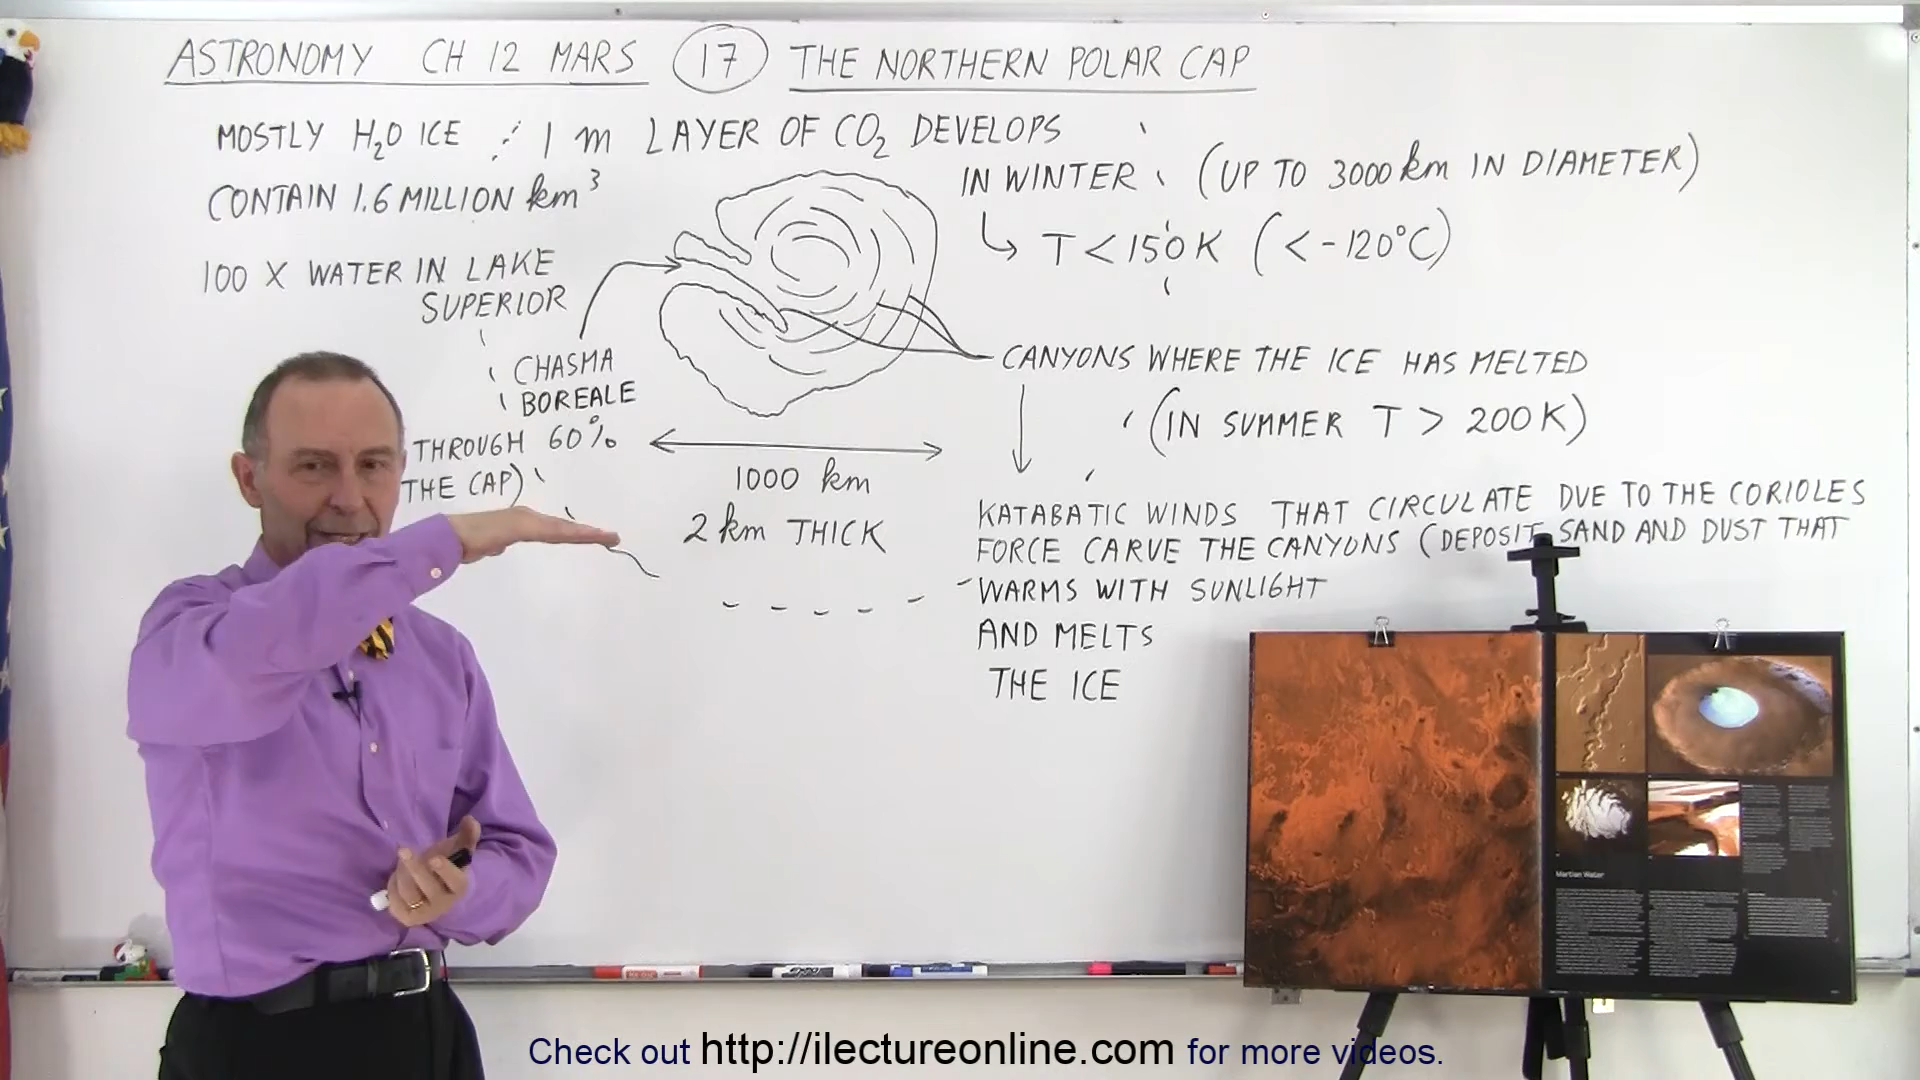 ASTRONOMY CH 12 MARS 17 THE NORTHERN POLAR CAP
MOSTLY H₂O ICE 1 m LAYER OF CO₂ DEVELOPS
IN WINTER (UP TO 3000 km IN DIAMETER)
CONTAIN 1.6 MILLION km³
T < 150 K (< -120°C)
100 X WATER IN LAKE
SUPERIOR
CHASMA
BOREALE
THROUGH 60%
THE CAP)
CANYONS WHERE THE ICE HAS MELTED
(IN SUMMER T > 200 K)
1000 km
2 km THICK
KATABATIC WINDS THAT CIRCULATE DUE TO THE CORIOLES
FORCE CARVE THE CANYONS (DEPOSIT SAND AND DUST THAT
WARMS WITH SUNLIGHT
AND MELTS
THE ICE
Martian Water
Check out http://ilectureonline.com for more videos.